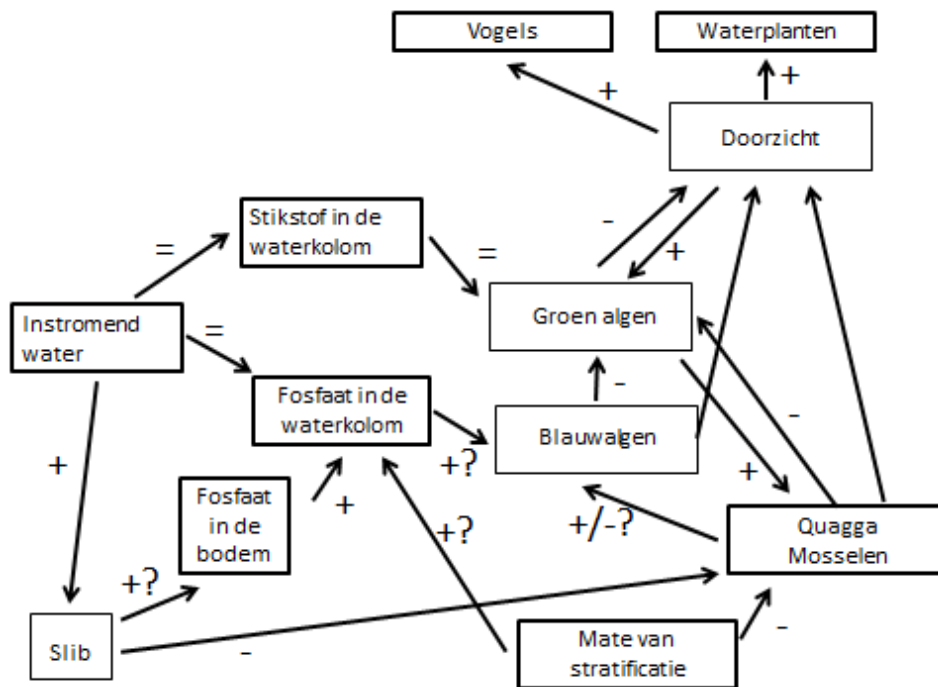 Vogels
Waterplanten
+
+
Doorzicht
Stikstof in de
waterkolom
-
+
=
=
Groen algen
Instromend
water
=
Fosfaat in de
waterkolom
-
-
Blauwalgen
+?
+
+
Fosfaat
in de
bodem
+
+?
+/-?
Quagga
Mosselen
+?
Slib
-
Mate van
stratificatie
-